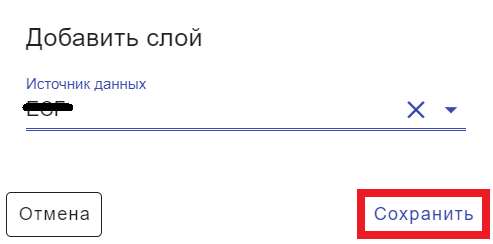 Добавить слой
Источник данных
Отмена
Сохранить